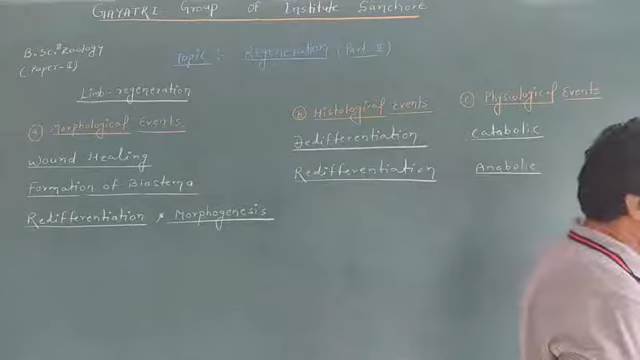 GAYATRI Group of Institute Sanchore
B.Sc. II Zoology
(Paper-II)
Topic :- Regeneration (Part II)
Limb-regeneration
(a) Morphological Events
Wound Healing
Formation of Blastema
Redifferentiation & Morphogenesis
(b) Histological Events
Dedifferentiation
Redifferentiation
(c) Physiological Events
Catabolic
Anabolic